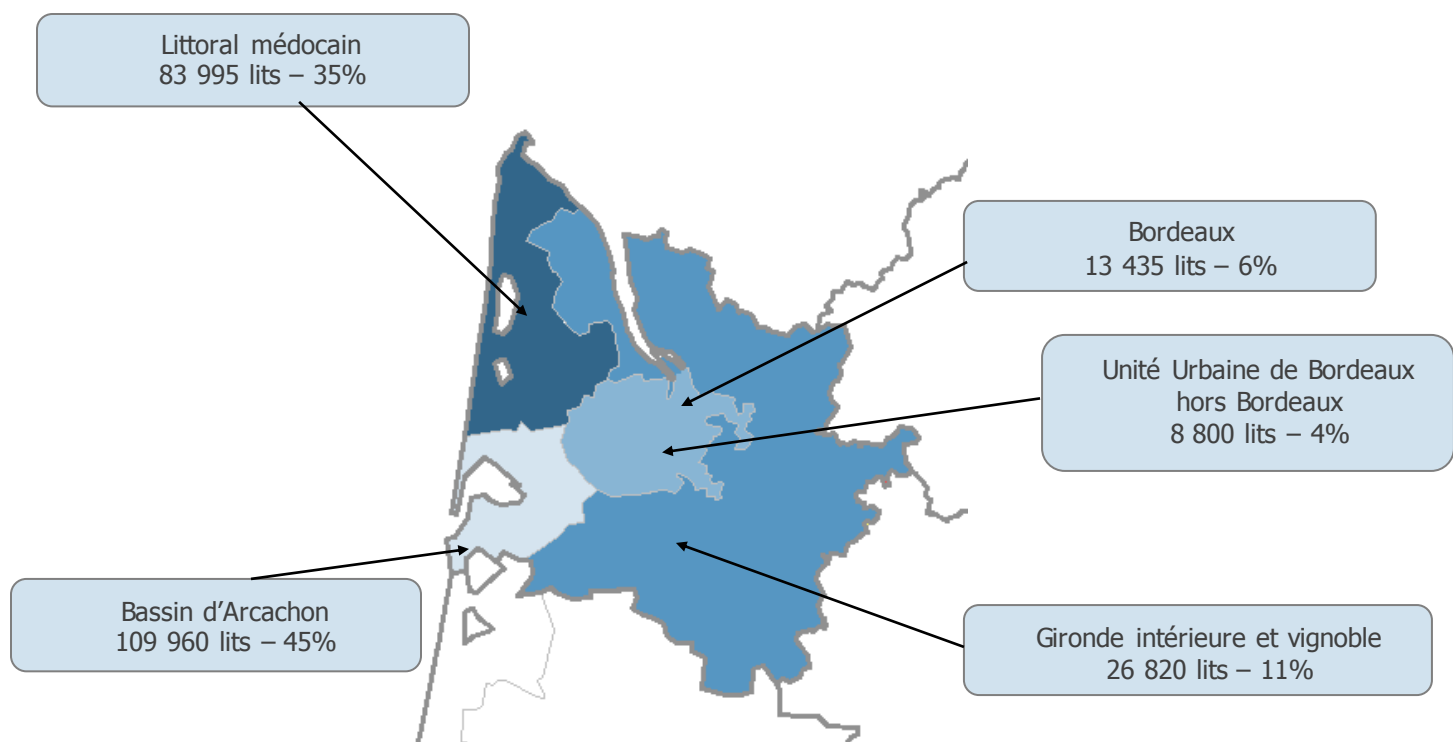 Littoral médocain
83 995 lits – 35%
Bordeaux
13 435 lits – 6%
Unité Urbaine de Bordeaux
hors Bordeaux
8 800 lits – 4%
Bassin d’Arcachon
109 960 lits – 45%
Gironde intérieure et vignoble
26 820 lits – 11%